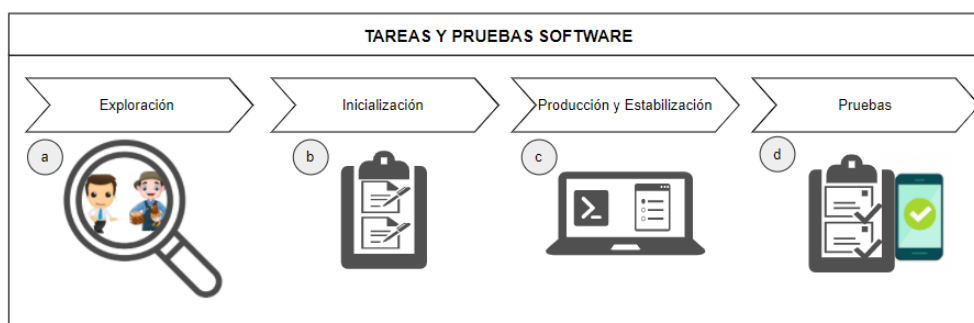 TAREAS Y PRUEBAS SOFTWARE
Exploración
Inicialización
Producción y Estabilización
Pruebas
a
b
c
d